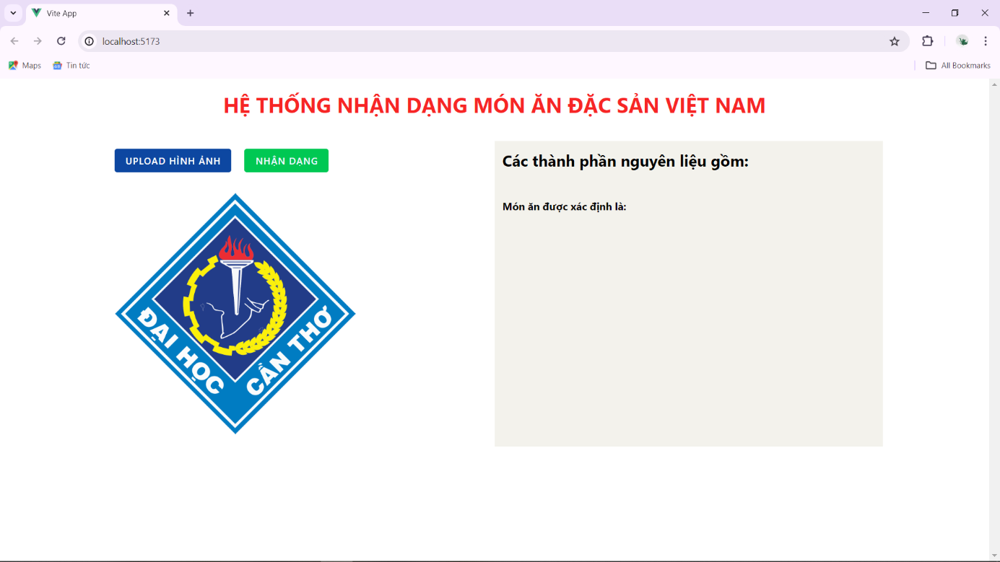 Vite App
localhost:5173
Maps
Tin tức
All Bookmarks
HỆ THỐNG NHẬN DẠNG MÓN ĂN ĐẶC SẢN VIỆT NAM
UPLOAD HÌNH ẢNH
NHẬN DẠNG
Các thành phần nguyên liệu gồm:
Món ăn được xác định là:
ĐẠI HỌC
CẦN THƠ